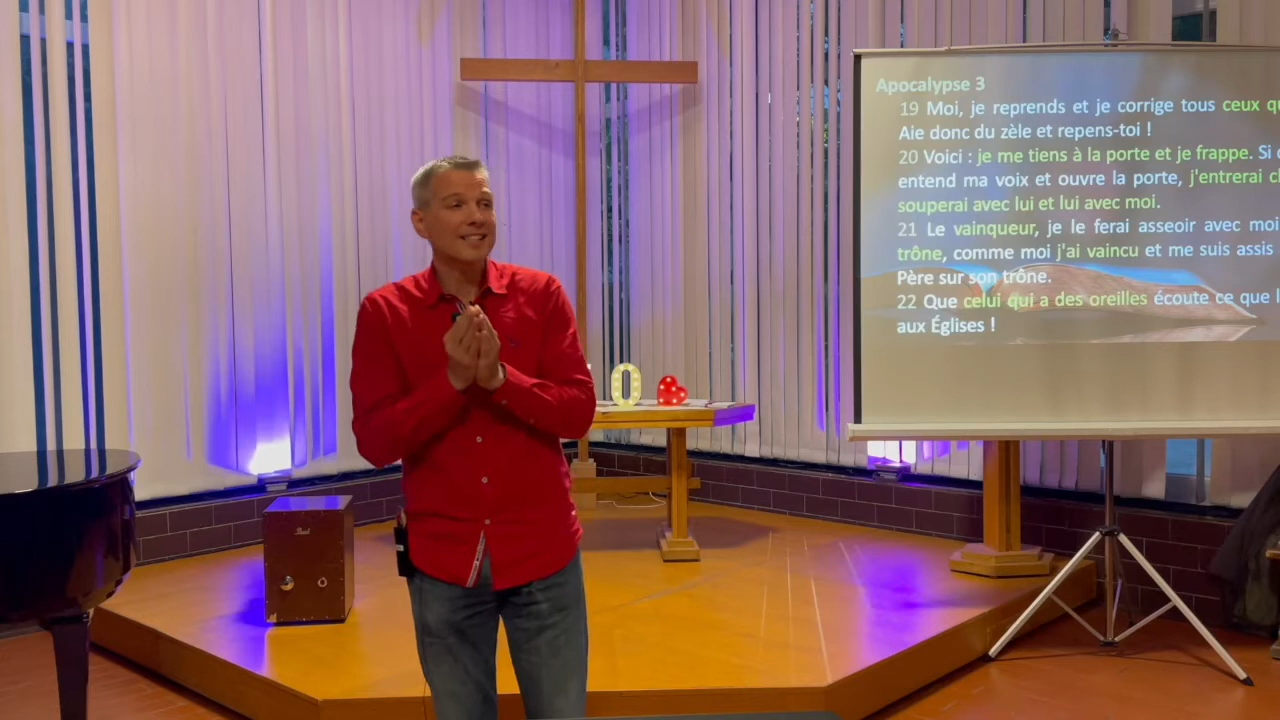 Apocalypse 3
19 Moi, je reprends et je corrige tous ceux
Aie donc du zèle et repens-toi !
20 Voici : je me tiens à la porte et je frappe. Si
entend ma voix et ouvre la porte, j'entrerai
souperai avec lui et lui avec moi.
21 Le vainqueur, je le ferai asseoir avec moi
trône, comme moi j'ai vaincu et me suis assis
Père sur son trône.
22 Que celui qui a des oreilles écoute ce que
aux Églises !
0